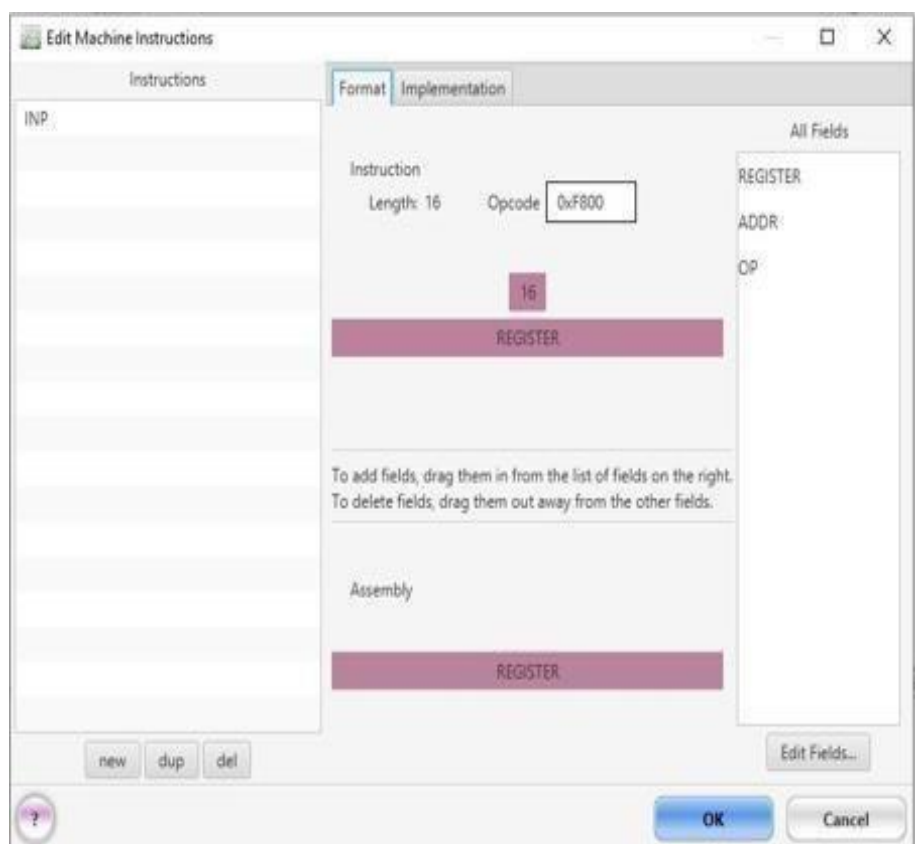 Edit Machine Instructions
Instructions
INP
new dup del
Format Implementation
Instruction
Length: 16 Opcode 0xF800
16
REGISTER
To add fields, drag them in from the list of fields on the right.
To delete fields, drag them out away from the other fields.
Assembly
REGISTER
All Fields
REGISTER
ADDR
OP
Edit Fields...
?
OK Cancel